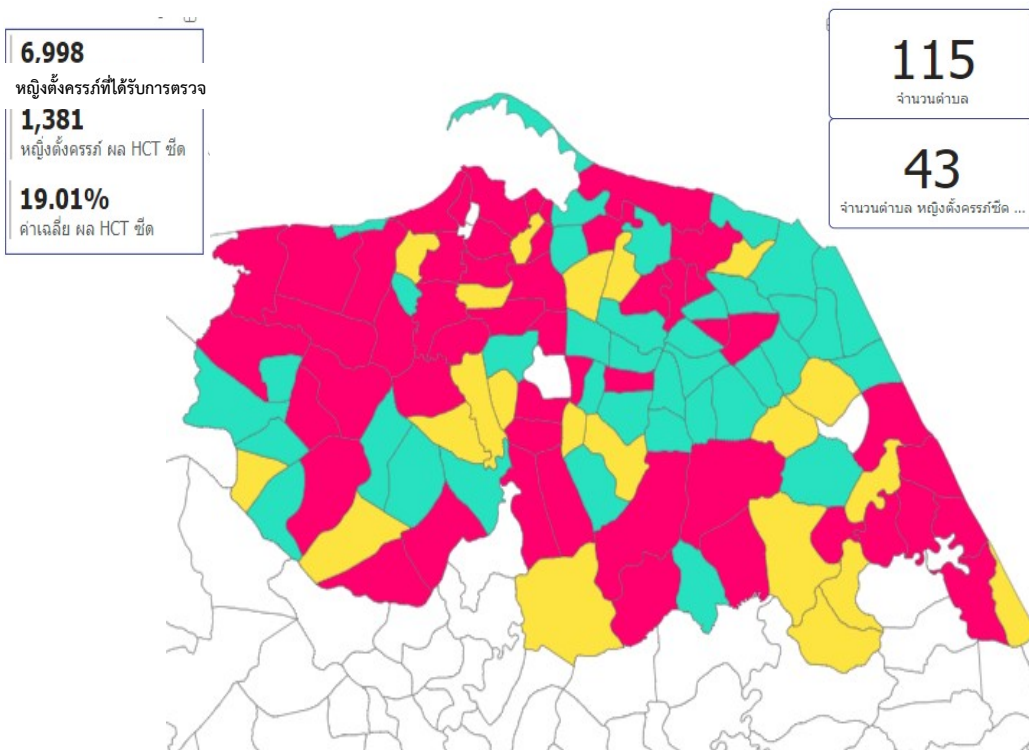 6,998
หญิงตั้งครรภ์ที่ได้รับการตรวจ
1,381
หญิงตั้งครรภ์ ผล HCT ซีด
19.01%
ค่าเฉลี่ย ผล HCT ซีด
115
จำนวนตำบล
43
จำนวนตำบล หญิงตั้งครรภ์ซีด ...